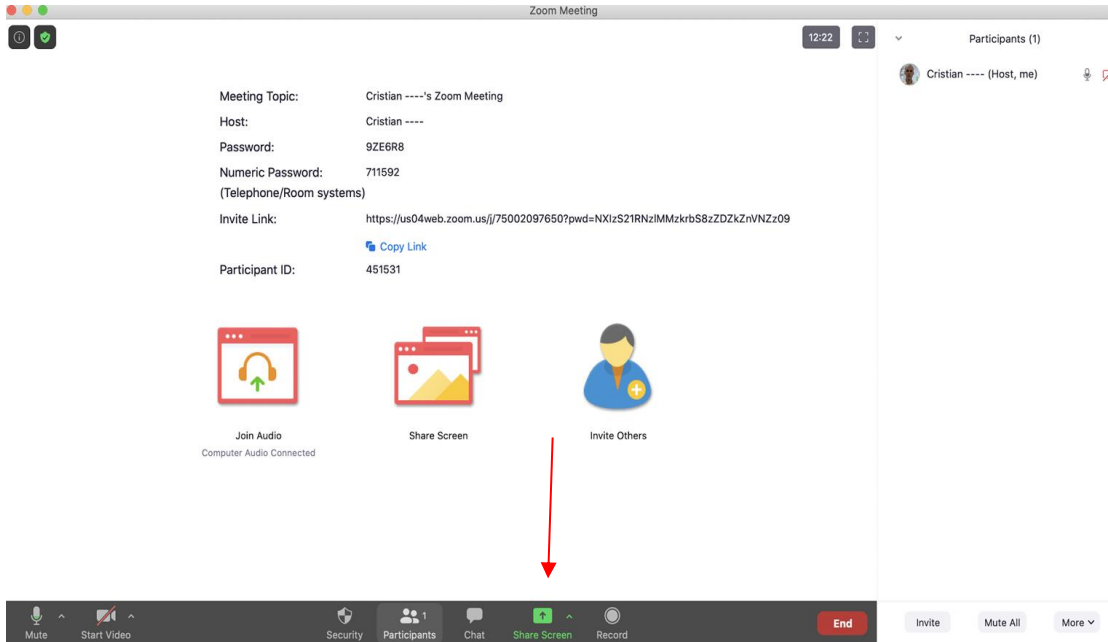 Zoom Meeting
12:22
Participants (1)
Cristian ---- (Host, me)
Meeting Topic: Cristian ----'s Zoom Meeting
Host: Cristian ----
Password: 9ZE6R8
Numeric Password: 711592
(Telephone/Room systems)
Invite Link: https://us04web.zoom.us/j/75002097650?pwd=NXIzS21RNzlMMzkrbS8zZDZkZnVNZz09
Copy Link
Participant ID: 451531
Join Audio
Computer Audio Connected
Share Screen
Invite Others
Mute
Start Video
Security
1
Participants
Chat
Share Screen
Record
End
Invite
Mute All
More